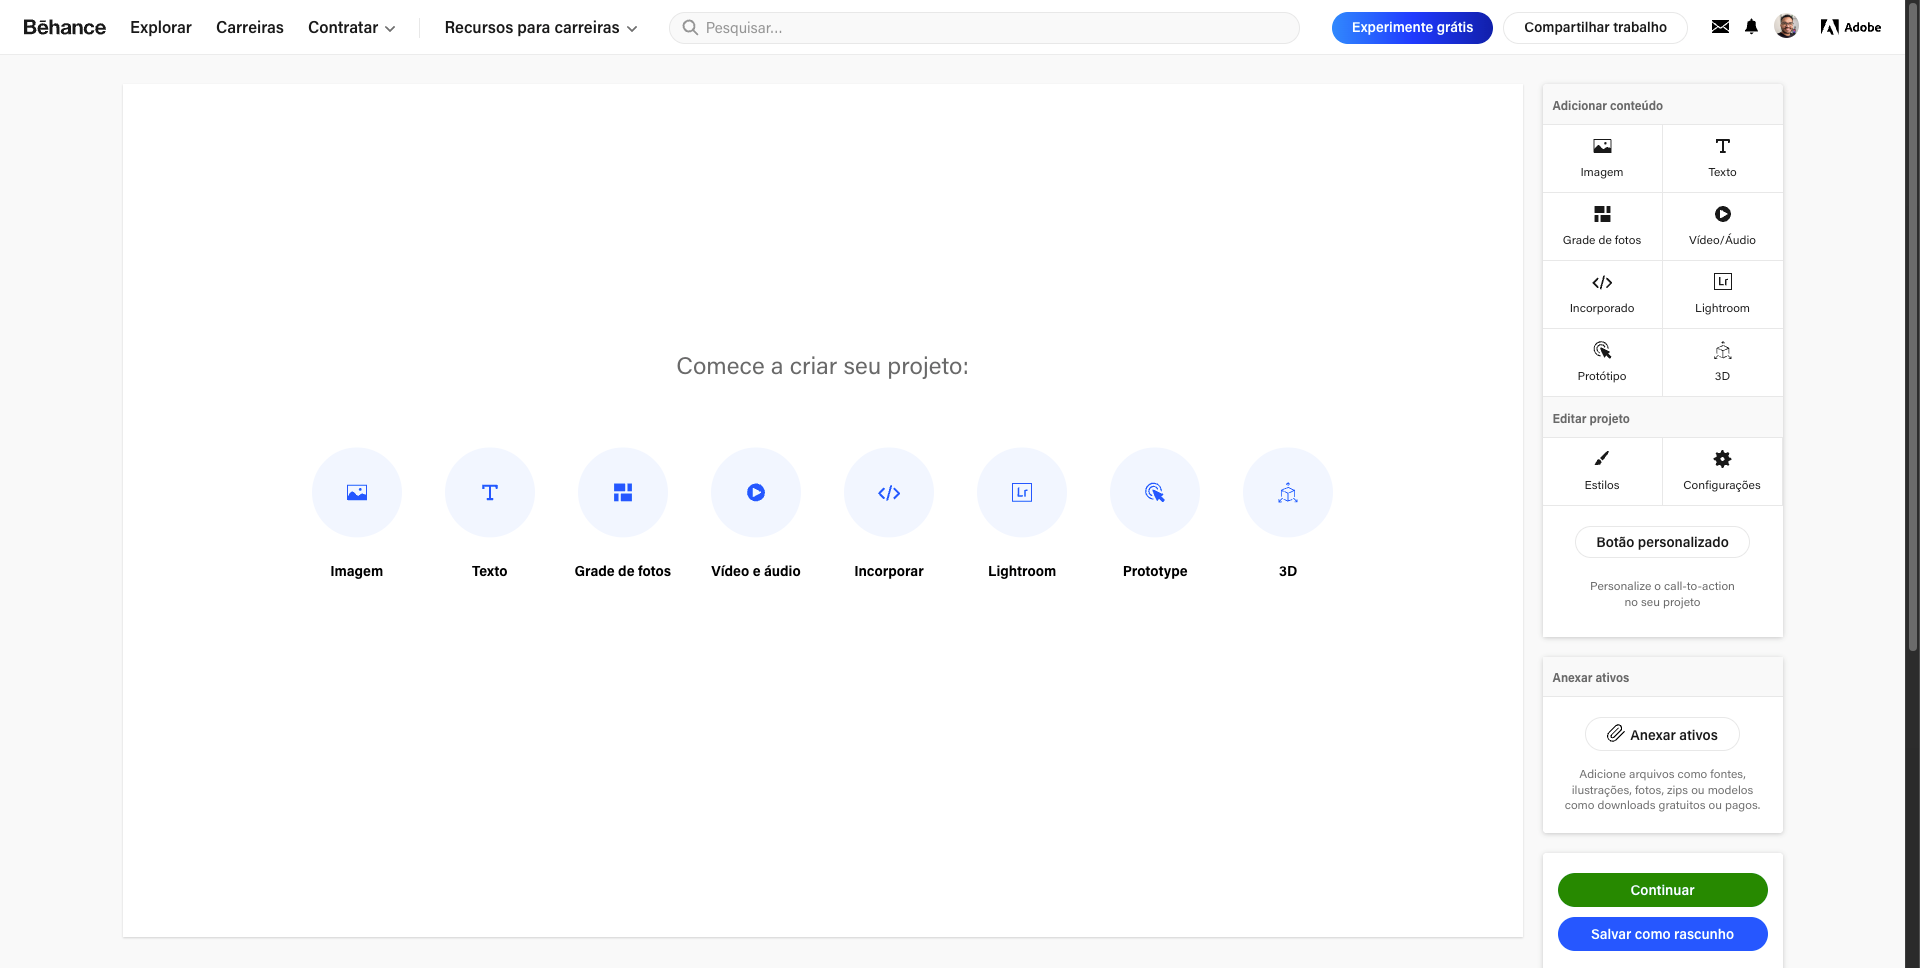 Bēhance
Explorar
Carreiras
Contratar
Recursos para carreiras
Pesquisar...
Experimente grátis
Compartilhar trabalho
Adobe
Comece a criar seu projeto:
Imagem
Texto
Grade de fotos
Vídeo e áudio
Incorporar
Lr
Lightroom
Prototype
3D
Adicionar conteúdo
Imagem
Texto
Grade de fotos
Vídeo/Áudio
Incorporado
Lr
Lightroom
Protótipo
3D
Editar projeto
Estilos
Configurações
Botão personalizado
Personalize o call-to-action
no seu projeto
Anexar ativos
Anexar ativos
Adicione arquivos como fontes,
ilustrações, fotos, zips ou modelos
como downloads gratuitos ou pagos.
Continuar
Salvar como rascunho